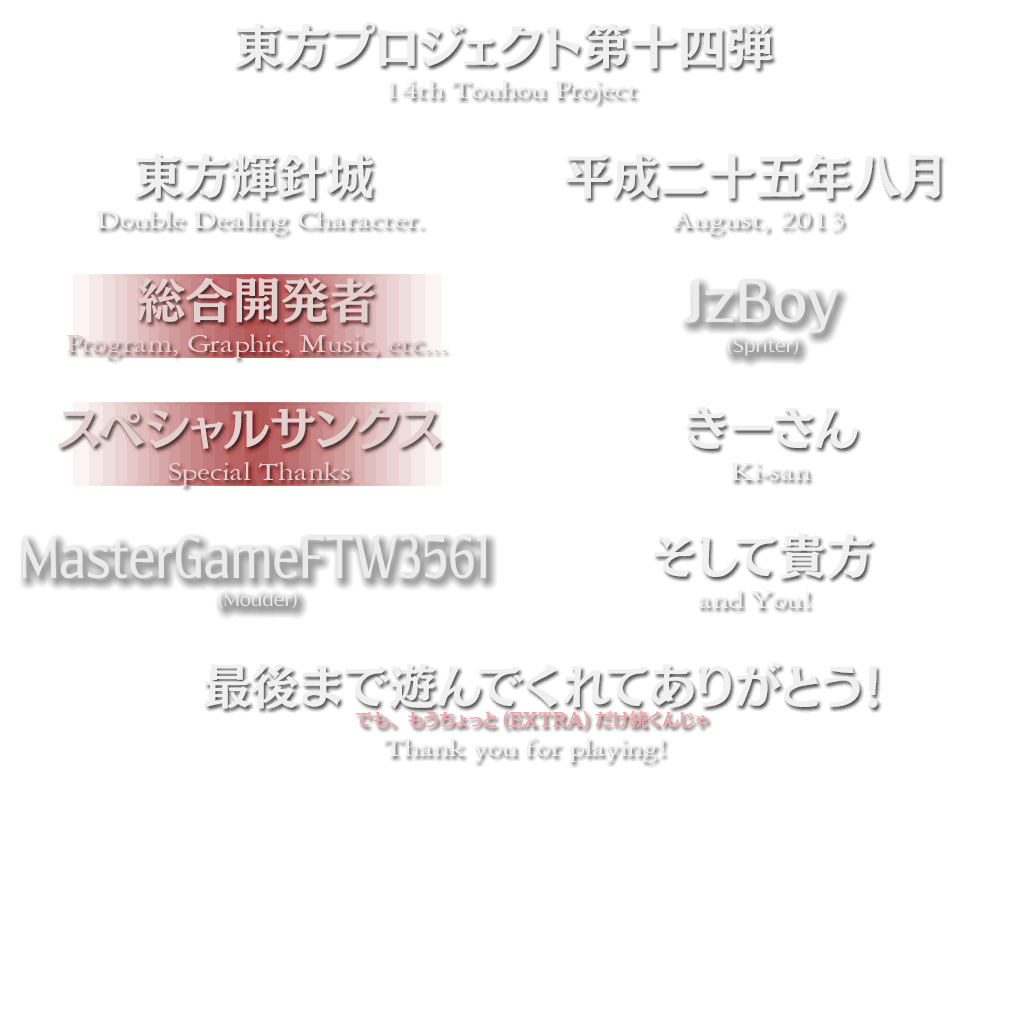 東方プロジェクト第十四弾
14th Touhou Project
東方輝針城
Double Dealing Character.
平成二十五年八月
August, 2013
総合開発者
Program, Graphic, Music, etc...
JzBoy
(Spriter)
スペシャルサンクス
Special Thanks
きーさん
Ki-san
MasterGameFTW3561
(Modder)
そして貴方
and You!
最後まで遊んでくれてありがとう!
でも、もうちょっと(EXTRA)だけ続くんじゃ
Thank you for playing!